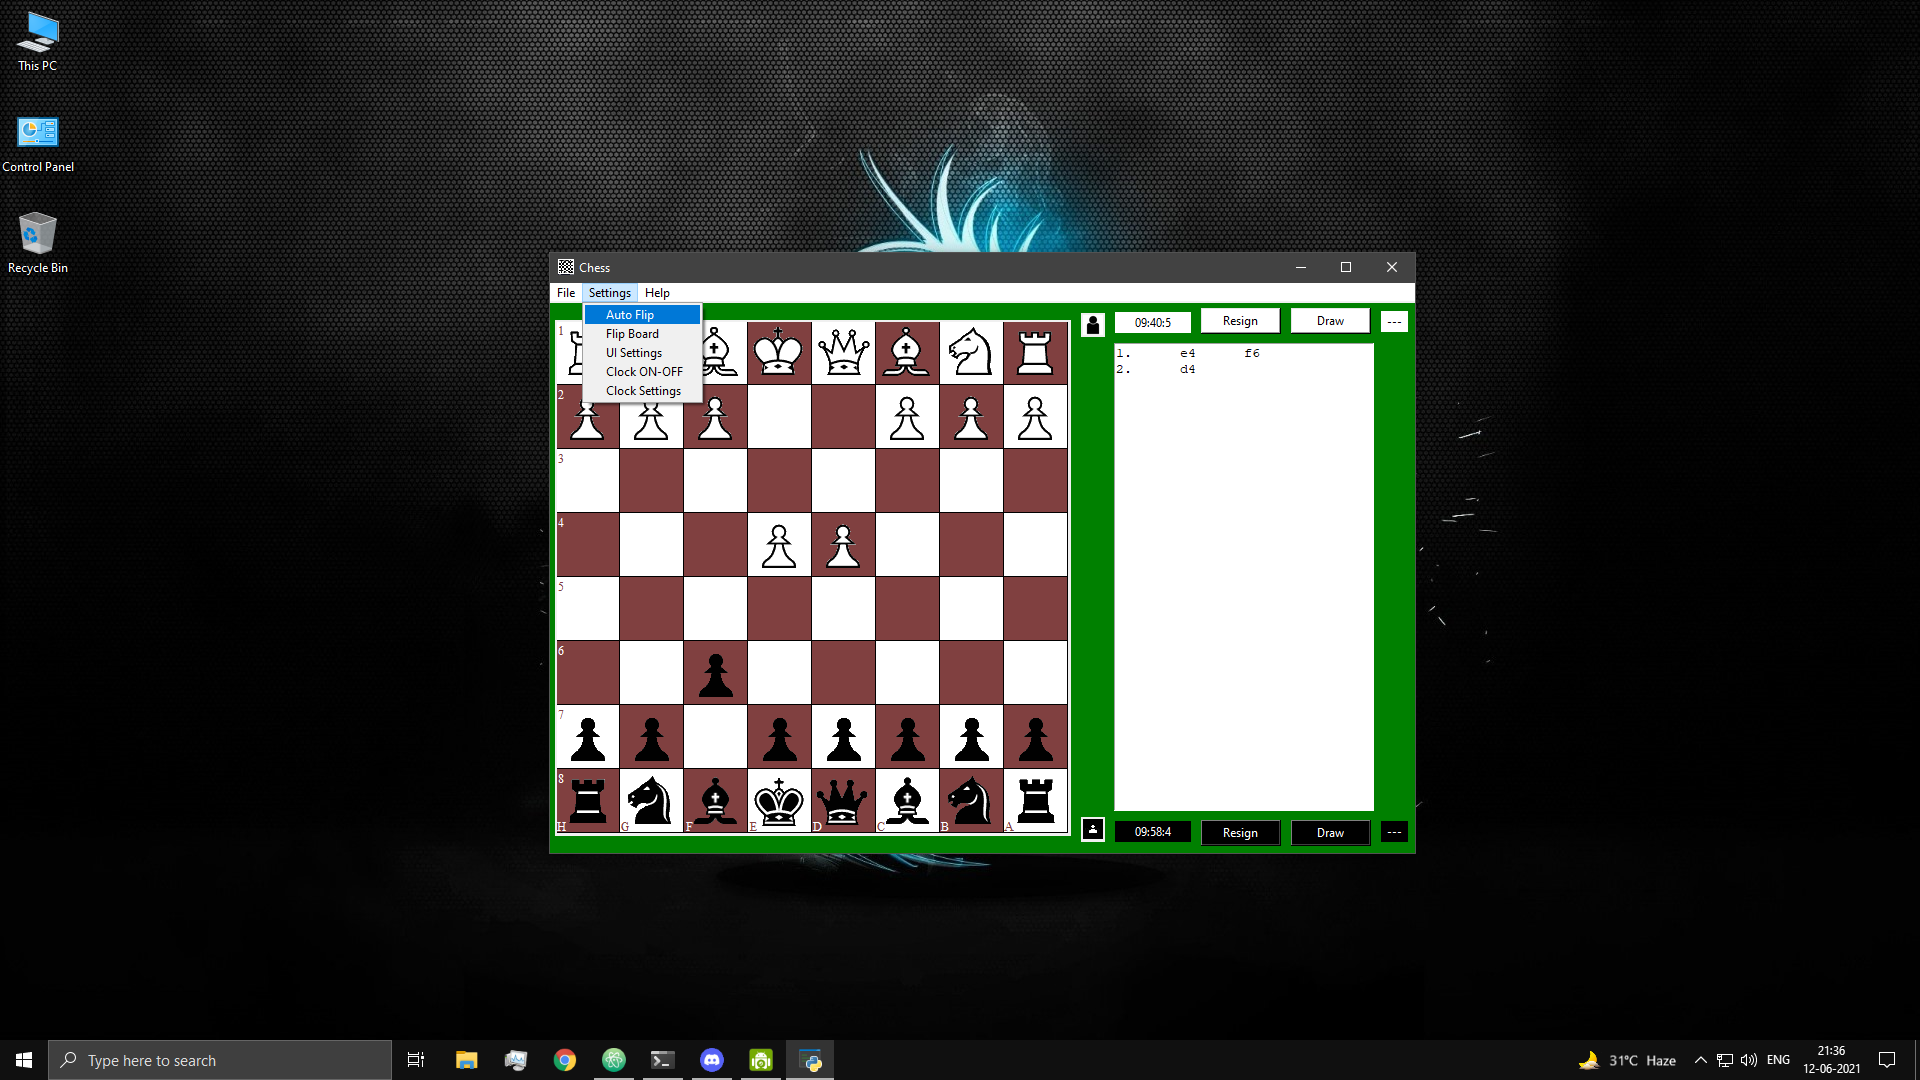 This PC
Control Panel
Recycle Bin
Chess
File Settings Help
Auto Flip
Flip Board
UI Settings
Clock ON-OFF
Clock Settings
09:40:5 Resign Draw ---
1. e4 f6
2. d4
1
2
3
4
5
6
7
8
H G F E D C B A
09:58:4 Resign Draw ---
Type here to search
31°C Haze
ENG
21:36
12-06-2021